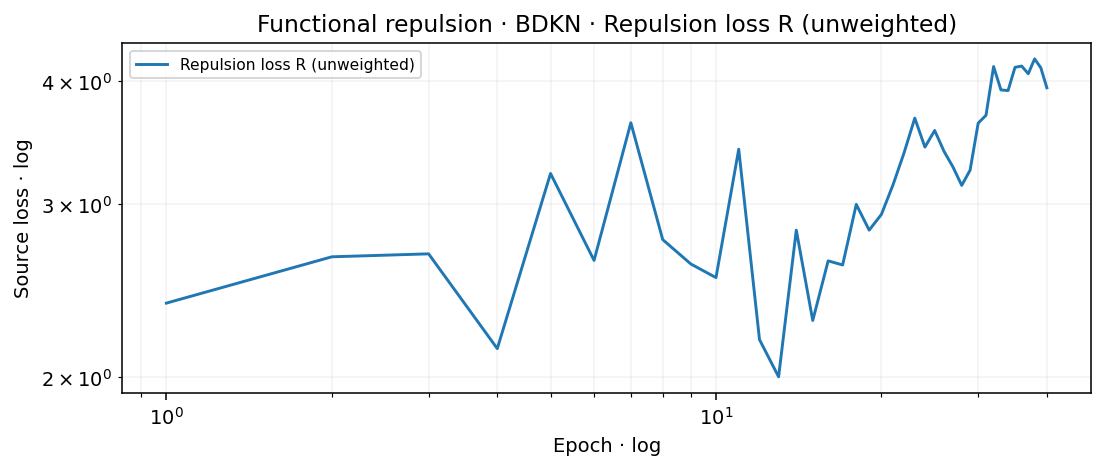 Functional repulsion · BDKN · Repulsion loss R (unweighted)
Repulsion loss R (unweighted)
Source loss · log
4 × 10⁰
3 × 10⁰
2 × 10⁰
10⁰
10¹
Epoch · log